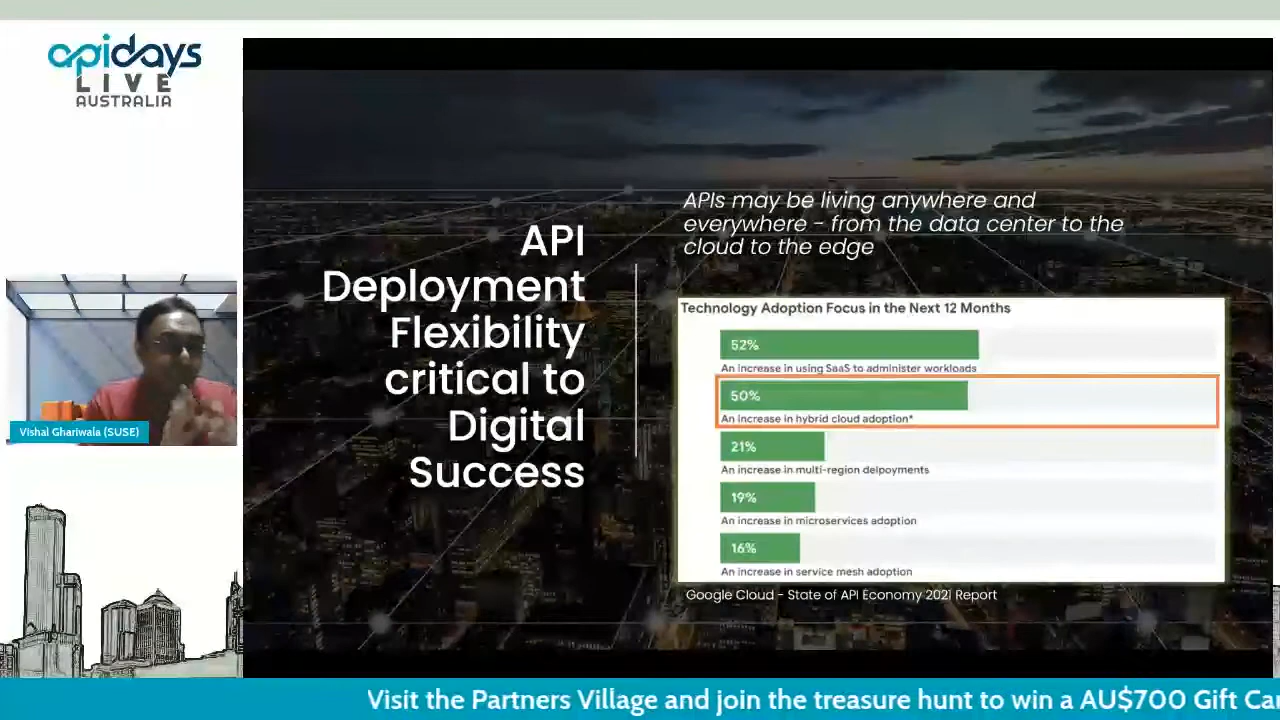 apidays
LIVE
AUSTRALIA
API
Deployment
Flexibility
critical to
Digital
Success
APIs may be living anywhere and
everywhere - from the data center to the
cloud to the edge
Technology Adoption Focus in the Next 12 Months
52%
An increase in using SaaS to administer workloads
50%
An increase in hybrid cloud adoption*
21%
An increase in multi-region delpoyments
19%
An increase in microservices adoption
16%
An increase in service mesh adoption
Google Cloud - State of API Economy 2021 Report
Vishal Ghariwala (SUSE)
Visit the Partners Village and join the treasure hunt to win a AU$700 Gift Ca